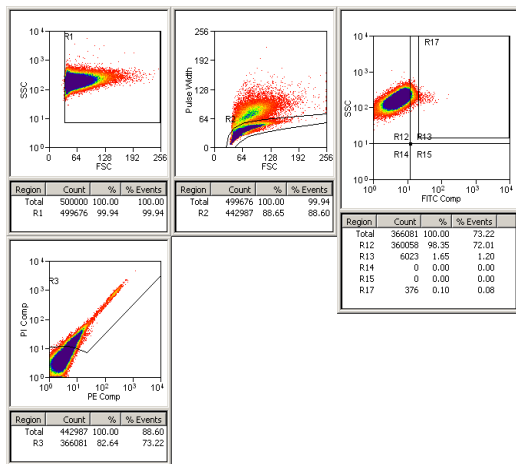 10⁴
10³
10²
10¹
10⁰
SSC
R1
0 64 128 192 256
FSC
Region Count % % Events
Total 500000 100.00 100.00
R1 499676 99.94 99.94
256
192
128
64
0
Pulse Width
R2
0 64 128 192 256
FSC
Region Count % % Events
Total 499676 100.00 99.94
R2 442987 88.65 88.60
10⁴
10³
10²
10¹
10⁰
SSC
R17
R12 R13
R14 R15
10⁰ 10¹ 10² 10³ 10⁴
FITC Comp
Region Count % % Events
Total 366081 100.00 73.22
R12 360058 98.35 72.01
R13 6023 1.65 1.20
R14 0 0.00 0.00
R15 0 0.00 0.00
R17 376 0.10 0.08
10⁴
10³
10²
10¹
10⁰
PI Comp
R3
10⁰ 10¹ 10² 10³ 10⁴
PE Comp
Region Count % % Events
Total 442987 100.00 88.60
R3 366081 82.64 73.22